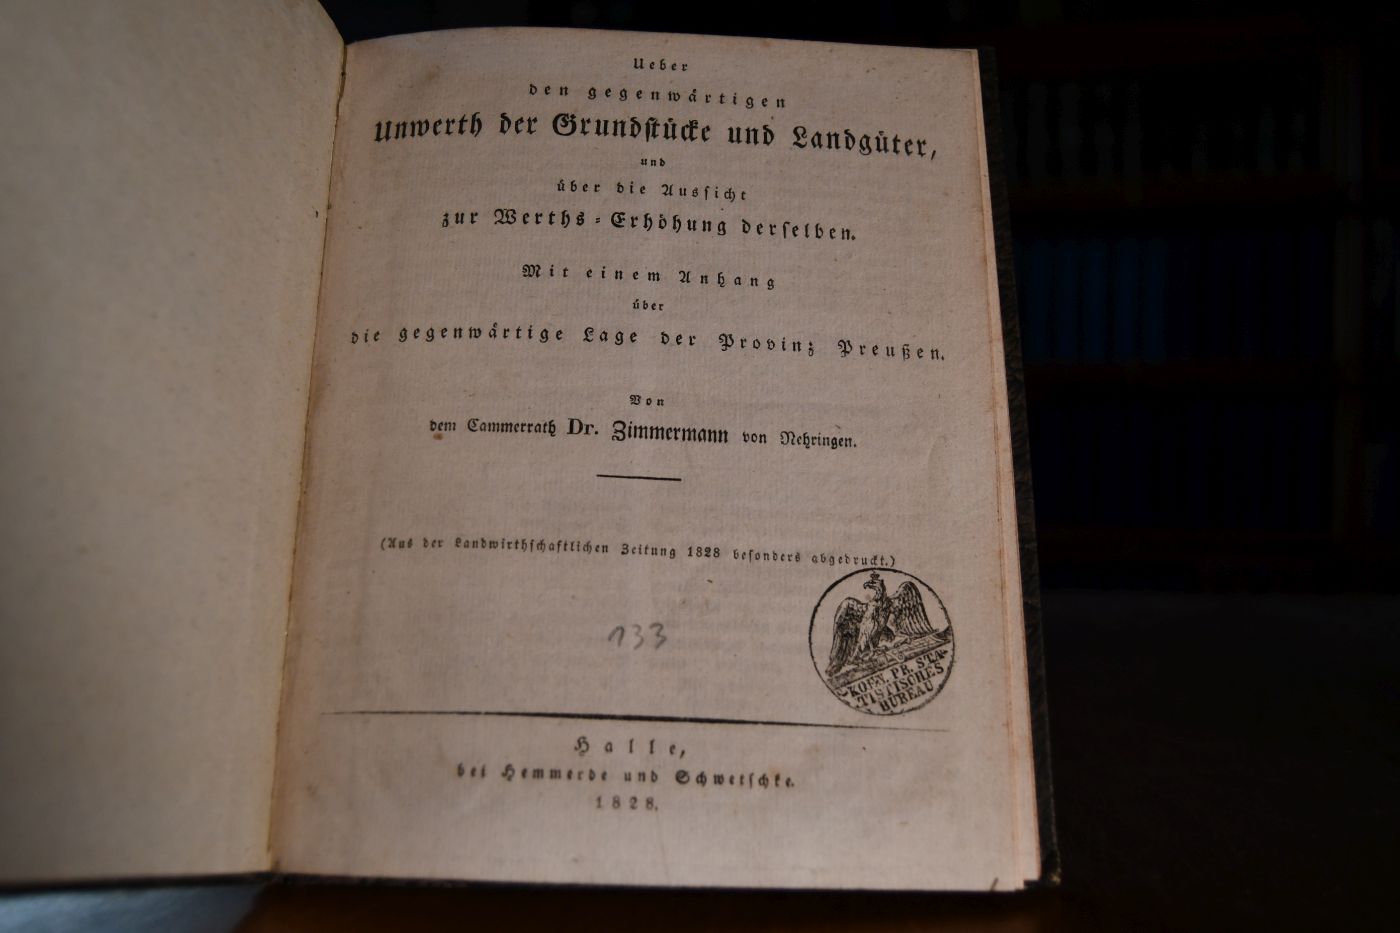 Ueber
den gegenwärtigen
Unwerth der Grundstücke und Landgüter,
und
über die Aussicht
zur Werths-Erhöhung derselben.
Mit einem Anhang
über
die gegenwärtige Lage der Provinz Preußen.
Von
dem Cammerrath Dr. Zimmermann von Nehringen.
(Aus der Landwirthschaftlichen Zeitung 1828 besonders abgedruckt.)
133
KOEN. PR. STA-
TISTISCHES
BUREAU
Halle,
bei Hemmerde und Schwetschke.
1828.